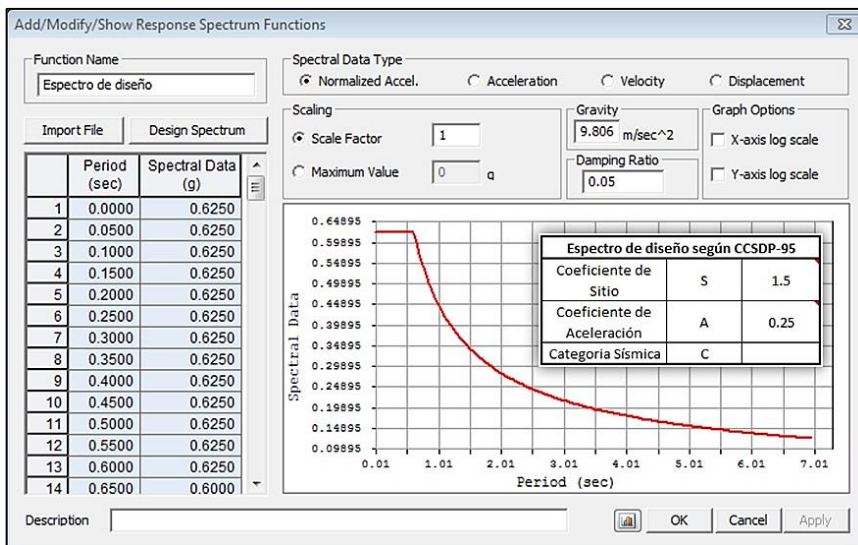 Add/Modify/Show Response Spectrum Functions
Function Name
Espectro de diseño
Import File
Design Spectrum
Period (sec) Spectral Data (g)
1 0.0000 0.6250
2 0.0500 0.6250
3 0.1000 0.6250
4 0.1500 0.6250
5 0.2000 0.6250
6 0.2500 0.6250
7 0.3000 0.6250
8 0.3500 0.6250
9 0.4000 0.6250
10 0.4500 0.6250
11 0.5000 0.6250
12 0.5500 0.6250
13 0.6000 0.6250
14 0.6500 0.6000
Spectral Data Type
Normalized Accel. Acceleration Velocity Displacement
Scaling
Scale Factor 1
Maximum Value 0 g
Gravity
9.806 m/sec^2
Damping Ratio
0.05
Graph Options
X-axis log scale
Y-axis log scale
Spectral Data
0.64895
0.59895
0.54895
0.49895
0.44895
0.39895
0.34895
0.29895
0.24895
0.19895
0.14895
0.09895
0.01 1.01 2.01 3.01 4.01 5.01 6.01 7.01
Period (sec)
Espectro de diseño según CCSDP-95
Coeficiente de Sitio S 1.5
Coeficiente de Aceleración A 0.25
Categoria Sísmica C
Description
OK Cancel Apply